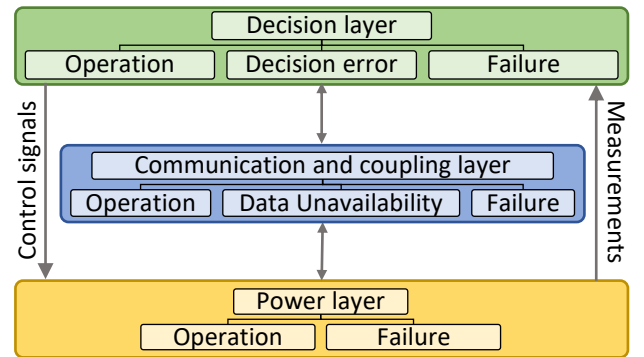 Decision layer
Operation
Decision error
Failure
Control signals
Measurements
Communication and coupling layer
Operation
Data Unavailability
Failure
Power layer
Operation
Failure